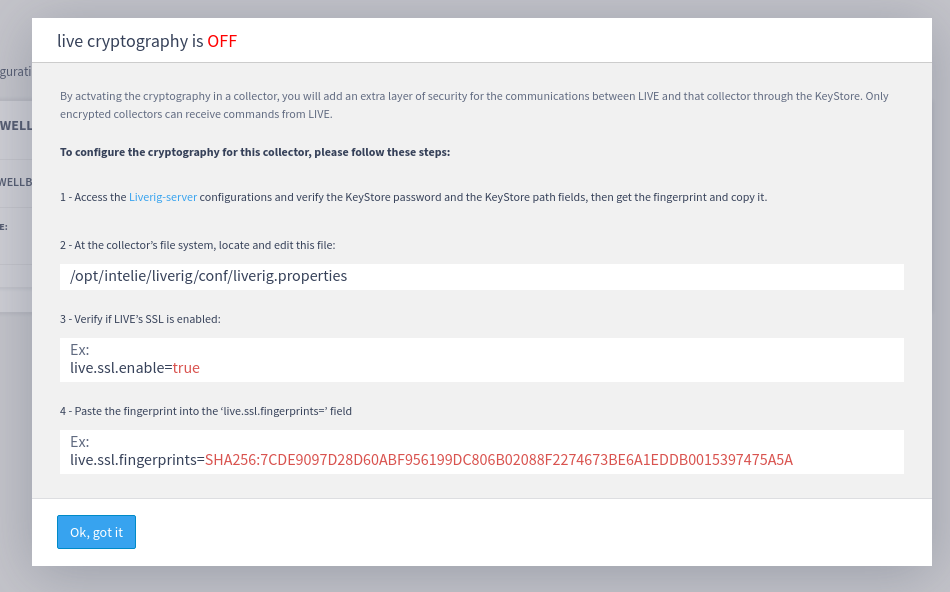 live cryptography is OFF
gurati
By actvating the cryptography in a collector, you will add an extra layer of security for the communications between LIVE and that collector through the KeyStore. Only
encrypted collectors can receive commands from LIVE.
WELL
To configure the cryptography for this collector, please follow these steps:
WELLB
1 - Access the Liverig-server configurations and verify the KeyStore password and the KeyStore path fields, then get the fingerprint and copy it.
E:
2 - At the collector's file system, locate and edit this file:
/opt/intelie/liverig/conf/liverig.properties
3 - Verify if LIVE's SSL is enabled:
Ex:
live.ssl.enable=true
4 - Paste the fingerprint into the ‘live.ssl.fingerprints=’ field
Ex:
live.ssl.fingerprints=SHA256:7CDE9097D28D60ABF956199DC806B02088F2274673BE6A1EDDB0015397475A5A
Ok, got it